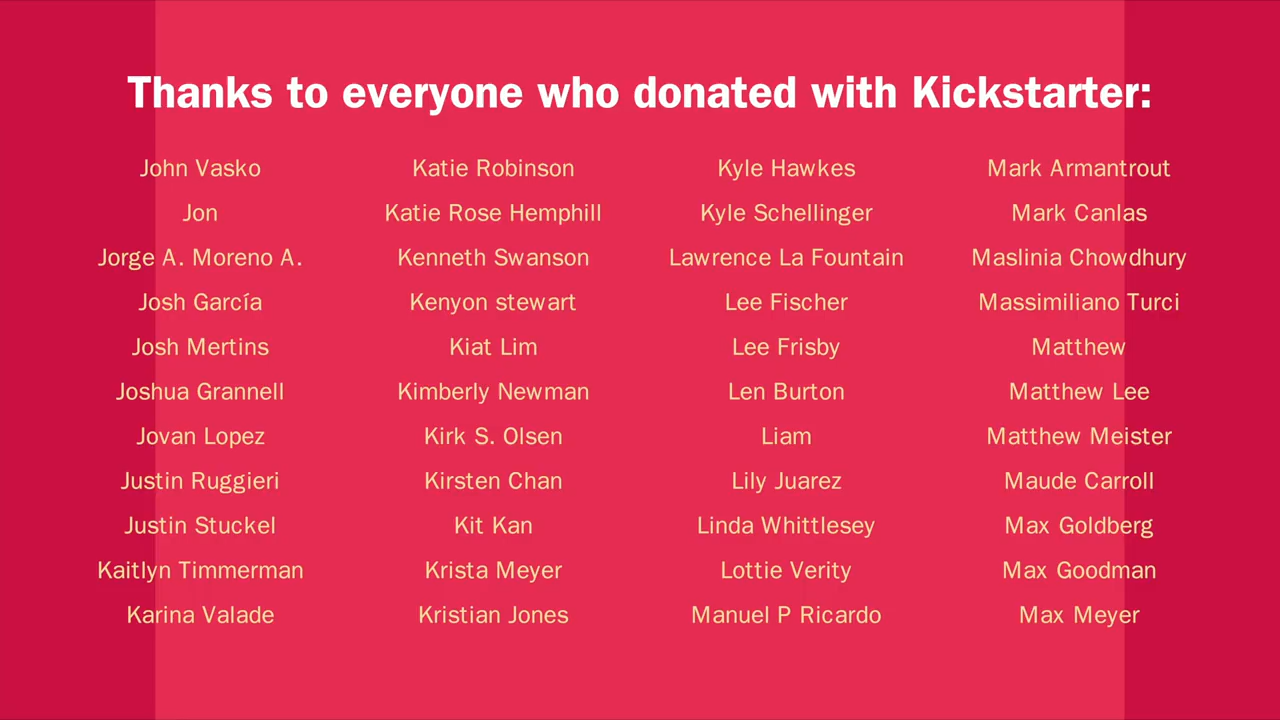 Thanks to everyone who donated with Kickstarter:
John Vasko
Jon
Jorge A. Moreno A.
Josh García
Josh Mertins
Joshua Grannell
Jovan Lopez
Justin Ruggieri
Justin Stuckel
Kaitlyn Timmerman
Karina Valade
Katie Robinson
Katie Rose Hemphill
Kenneth Swanson
Kenyon stewart
Kiat Lim
Kimberly Newman
Kirk S. Olsen
Kirsten Chan
Kit Kan
Krista Meyer
Kristian Jones
Kyle Hawkes
Kyle Schellinger
Lawrence La Fountain
Lee Fischer
Lee Frisby
Len Burton
Liam
Lily Juarez
Linda Whittlesey
Lottie Verity
Manuel P Ricardo
Mark Armantrout
Mark Canlas
Maslinia Chowdhury
Massimiliano Turci
Matthew
Matthew Lee
Matthew Meister
Maude Carroll
Max Goldberg
Max Goodman
Max Meyer